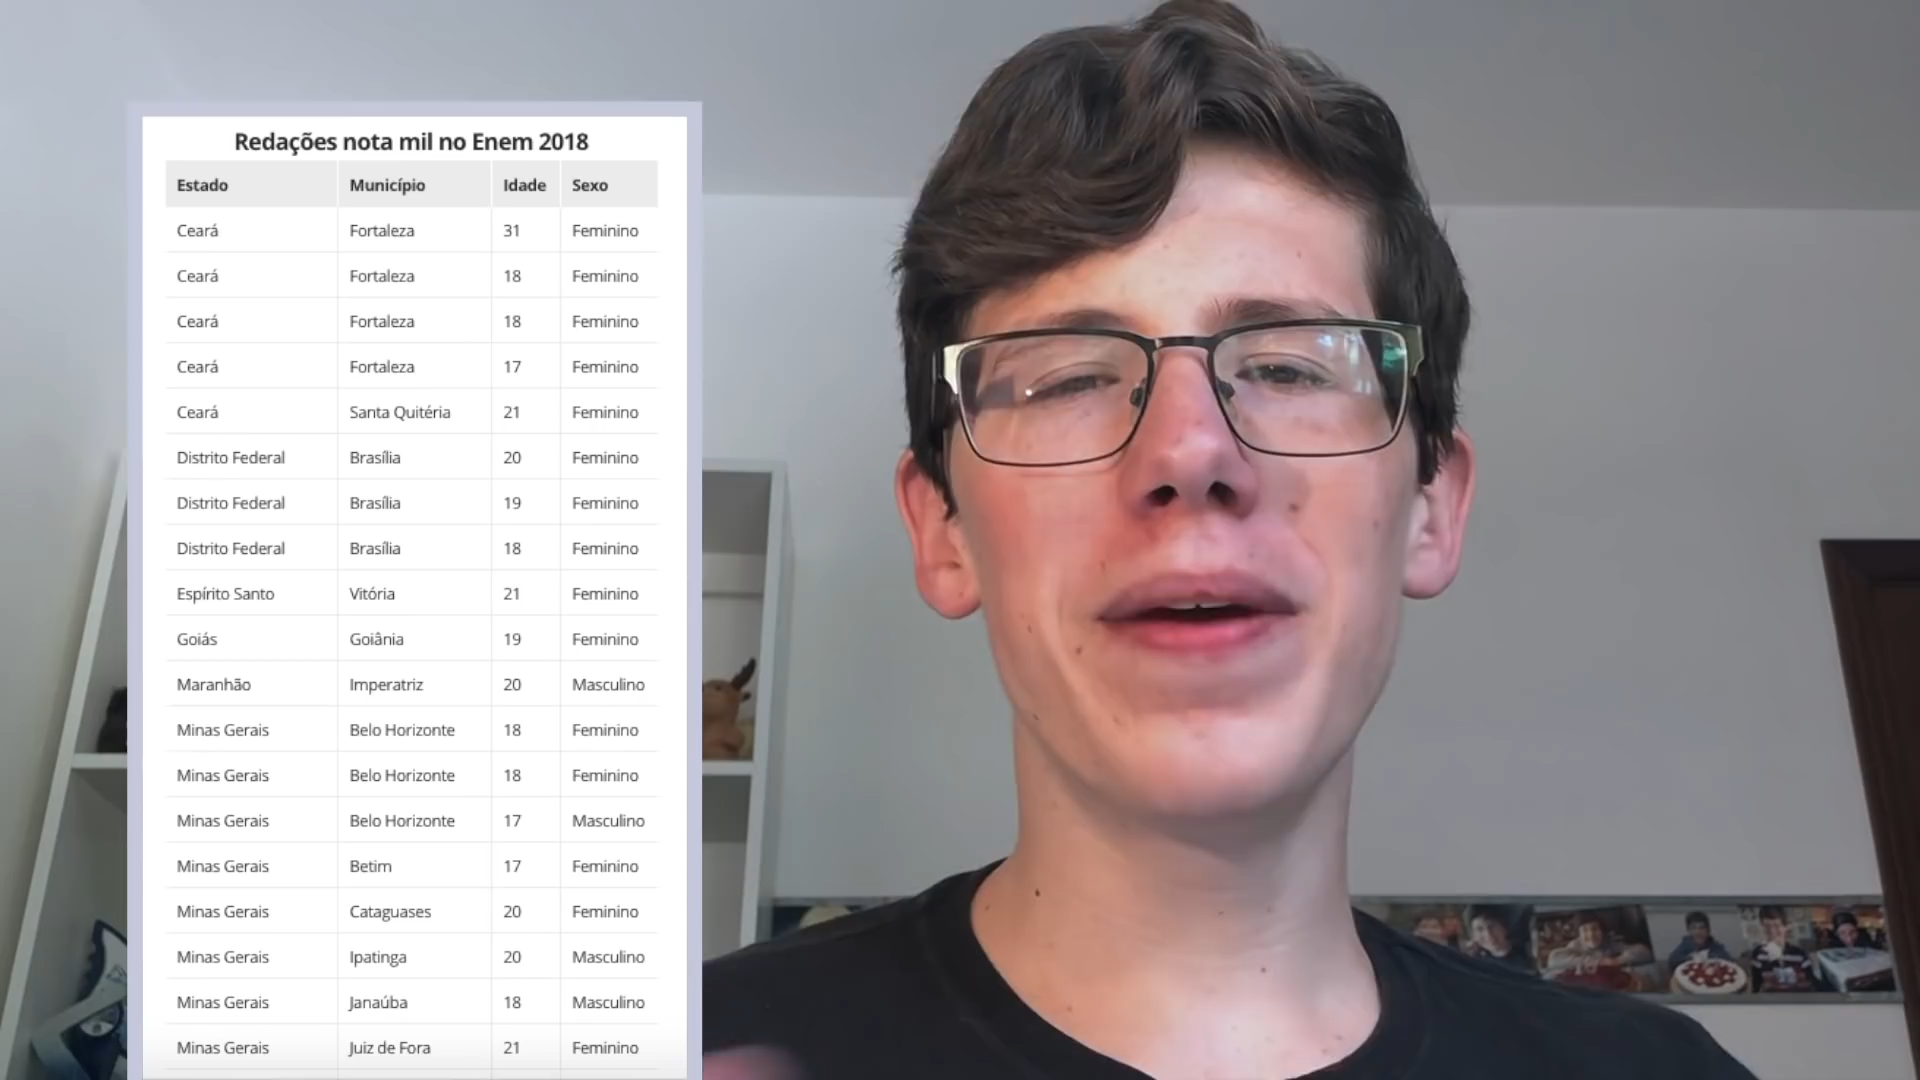 Redações nota mil no Enem 2018
Estado Município Idade Sexo
Ceará Fortaleza 31 Feminino
Ceará Fortaleza 18 Feminino
Ceará Fortaleza 18 Feminino
Ceará Fortaleza 17 Feminino
Ceará Santa Quitéria 21 Feminino
Distrito Federal Brasília 20 Feminino
Distrito Federal Brasília 19 Feminino
Distrito Federal Brasília 18 Feminino
Espírito Santo Vitória 21 Feminino
Goiás Goiânia 19 Feminino
Maranhão Imperatriz 20 Masculino
Minas Gerais Belo Horizonte 18 Feminino
Minas Gerais Belo Horizonte 18 Feminino
Minas Gerais Belo Horizonte 17 Masculino
Minas Gerais Betim 17 Feminino
Minas Gerais Cataguases 20 Feminino
Minas Gerais Ipatinga 20 Masculino
Minas Gerais Janaúba 18 Masculino
Minas Gerais Juiz de Fora 21 Feminino